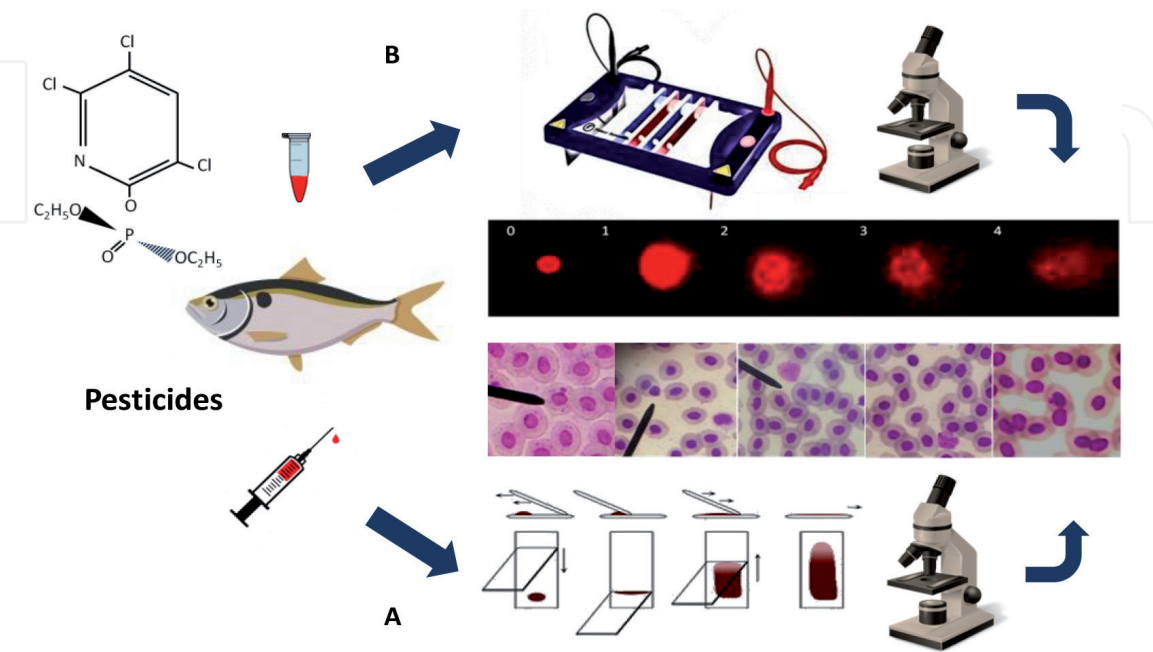 Cl
B
Cl
N
Cl
O
C₂H₅O
P
O
OC₂H₅
0 1 2 3 4
Pesticides
A